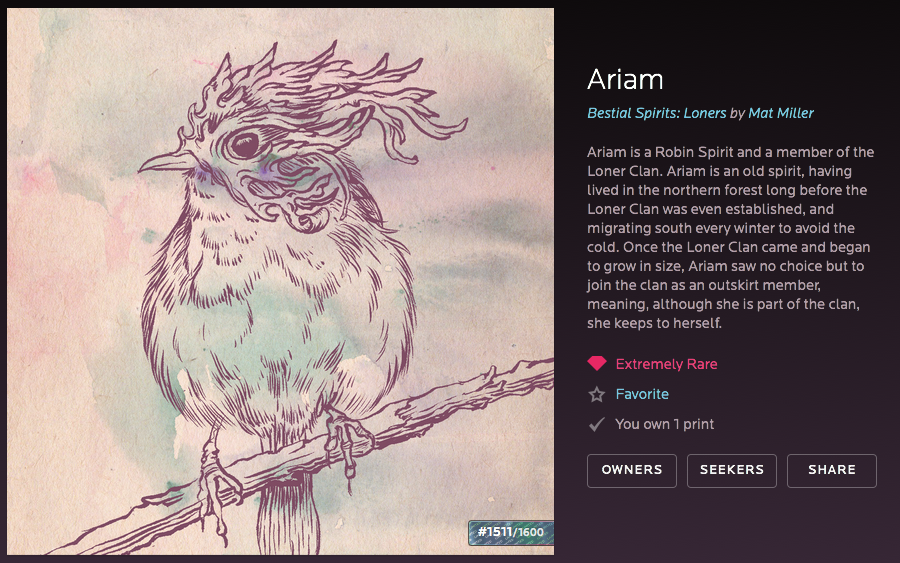 Ariam
Bestial Spirits: Loners by Mat Miller
Ariam is a Robin Spirit and a member of the
Loner Clan. Ariam is an old spirit, having
lived in the northern forest long before the
Loner Clan was even established, and
migrating south every winter to avoid the
cold. Once the Loner Clan came and began
to grow in size, Ariam saw no choice but to
join the clan as an outskirt member,
meaning, although she is part of the clan,
she keeps to herself.
Extremely Rare
Favorite
You own 1 print
OWNERS SEEKERS SHARE
#1511/1600